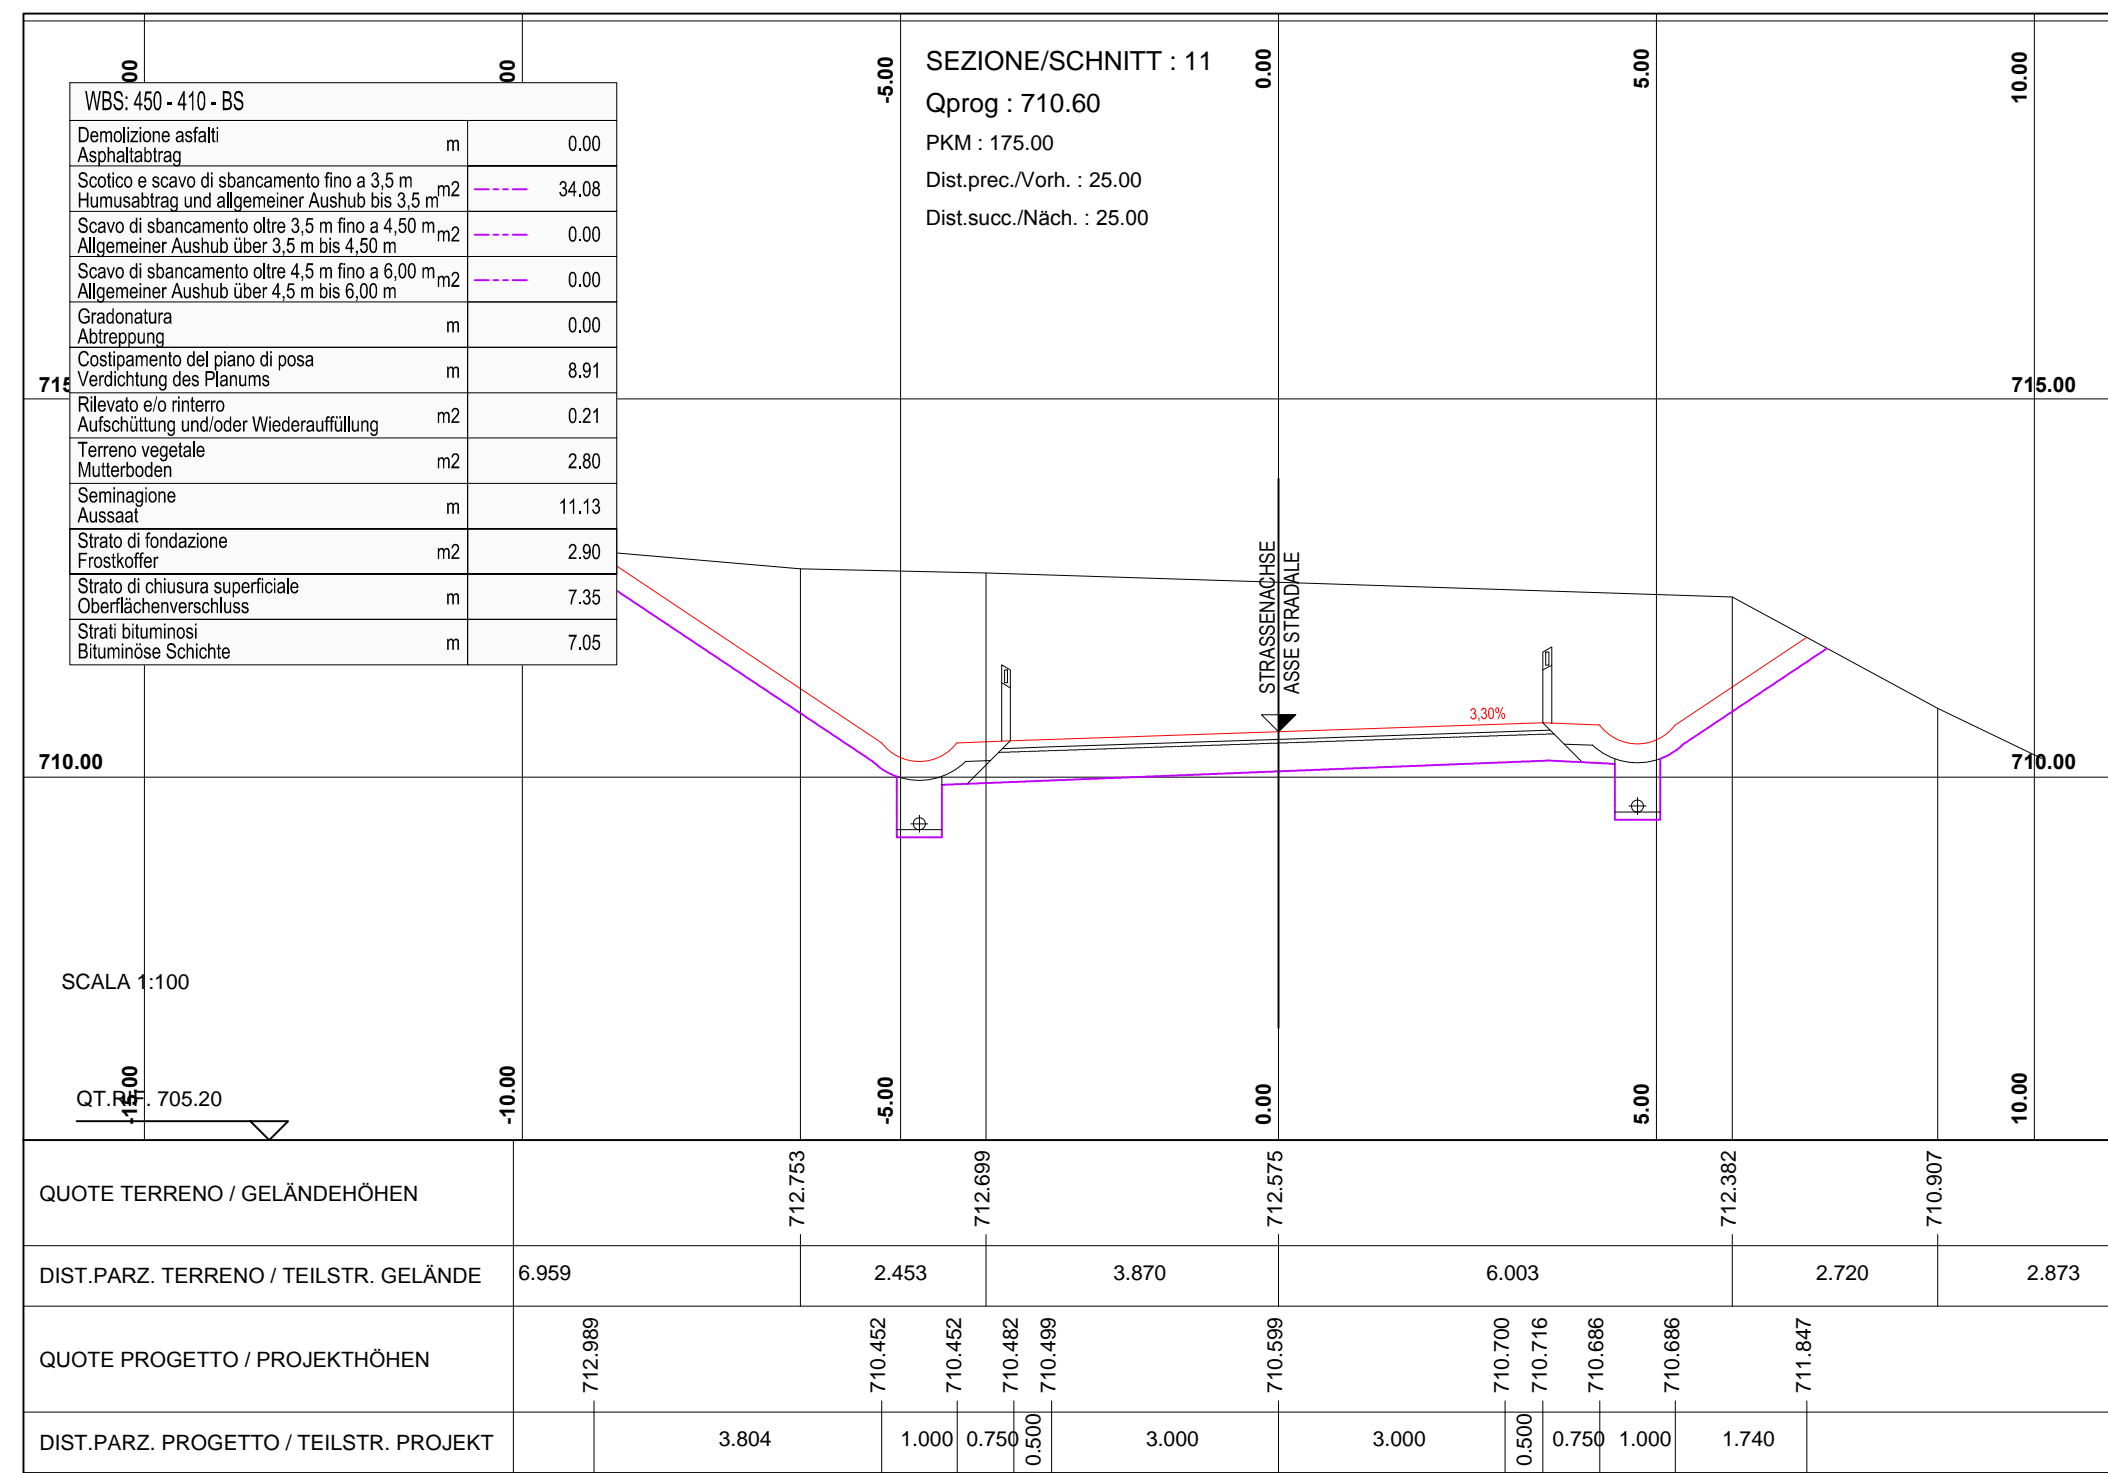 00
00
-5.00
SEZIONE/SCHNITT : 11
0.00
5.00
10.00
Qprog : 710.60
PKM : 175.00
Dist.prec./Vorh. : 25.00
Dist.succ./Näch. : 25.00
WBS: 450 - 410 - BS
Demolizione asfalti
Asphaltabtrag
m
0.00
Scotico e scavo di sbancamento fino a 3,5 m
Humusabtrag und allgemeiner Aushub bis 3,5 m
m2
34.08
Scavo di sbancamento oltre 3,5 m fino a 4,50 m
Allgemeiner Aushub über 3,5 m bis 4,50 m
m2
0.00
Scavo di sbancamento oltre 4,5 m fino a 6,00 m
Allgemeiner Aushub über 4,5 m bis 6,00 m
m2
0.00
Gradonatura
Abtreppung
m
0.00
Costipamento del piano di posa
Verdichtung des Planums
m
8.91
Rilevato e/o rinterro
Aufschüttung und/oder Wiederauffüllung
m2
0.21
Terreno vegetale
Mutterboden
m2
2.80
Seminagione
Aussaat
m
11.13
Strato di fondazione
Frostkoffer
m2
2.90
Strato di chiusura superficiale
Oberflächenverschluss
m
7.35
Strati bituminosi
Bituminöse Schichte
m
7.05
715
715.00
STRASSENACHSE
ASSE STRADALE
3,30%
710.00
710.00
SCALA 1:100
QT.RIF. 705.20
-15.00
-10.00
-5.00
0.00
5.00
10.00
QUOTE TERRENO / GELÄNDEHÖHEN
712.753
712.699
712.575
712.382
710.907
DIST.PARZ. TERRENO / TEILSTR. GELÄNDE
6.959
2.453
3.870
6.003
2.720
2.873
QUOTE PROGETTO / PROJEKTHÖHEN
712.989
710.452
710.452
710.482
710.499
710.599
710.700
710.716
710.686
710.686
711.847
DIST.PARZ. PROGETTO / TEILSTR. PROJEKT
3.804
1.000
0.750
0.500
3.000
3.000
0.500
0.750
1.000
1.740